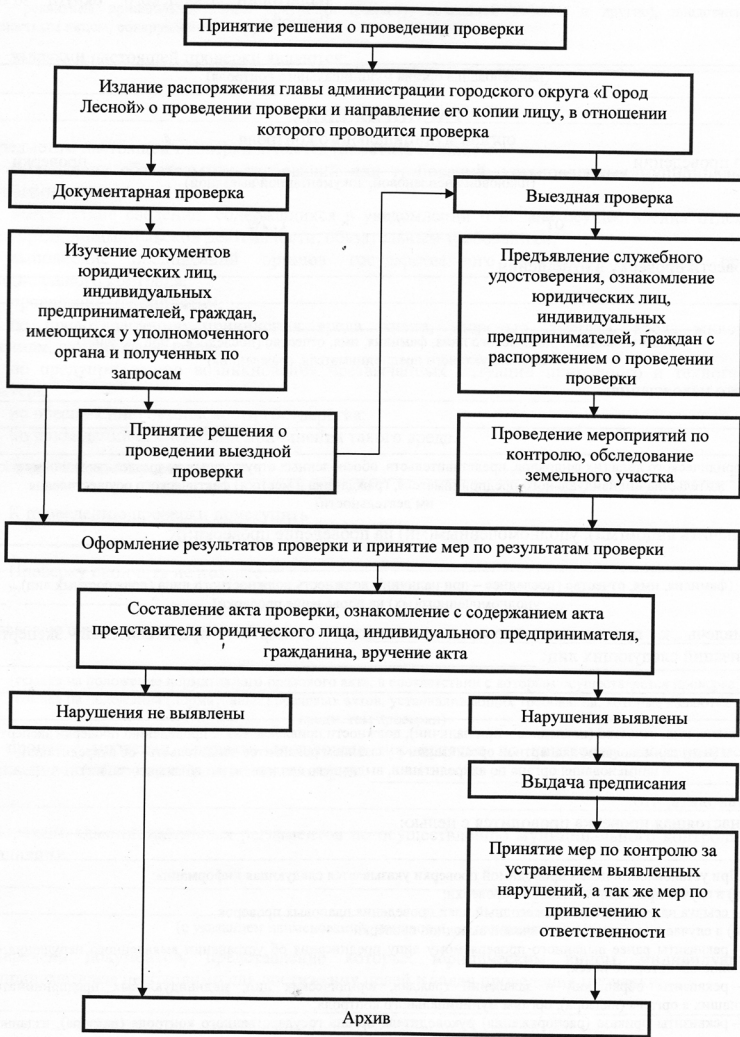 Принятие решения о проведении проверки
Издание распоряжения главы администрации городского округа «Город
Лесной» о проведении проверки и направление его копии лицу, в отношении
которого проводится проверка
Документарная проверка
Выездная проверка
Изучение документов
юридических лиц,
индивидуальных
предпринимателей, граждан,
имеющихся у уполномоченного
органа и полученных по
запросам
Предъявление служебного
удостоверения, ознакомление
юридических лиц,
индивидуальных
предпринимателей, граждан с
распоряжением о проведении
проверки
Принятие решения о
проведении выездной
проверки
Проведение мероприятий по
контролю, обследование
земельного участка
Оформление результатов проверки и принятие мер по результатам проверки
Составление акта проверки, ознакомление с содержанием акта
представителя юридического лица, индивидуального предпринимателя,
гражданина, вручение акта
Нарушения не выявлены
Нарушения выявлены
Выдача предписания
Принятие мер по контролю за
устранением выявленных
нарушений, а так же мер по
привлечению к
ответственности
Архив